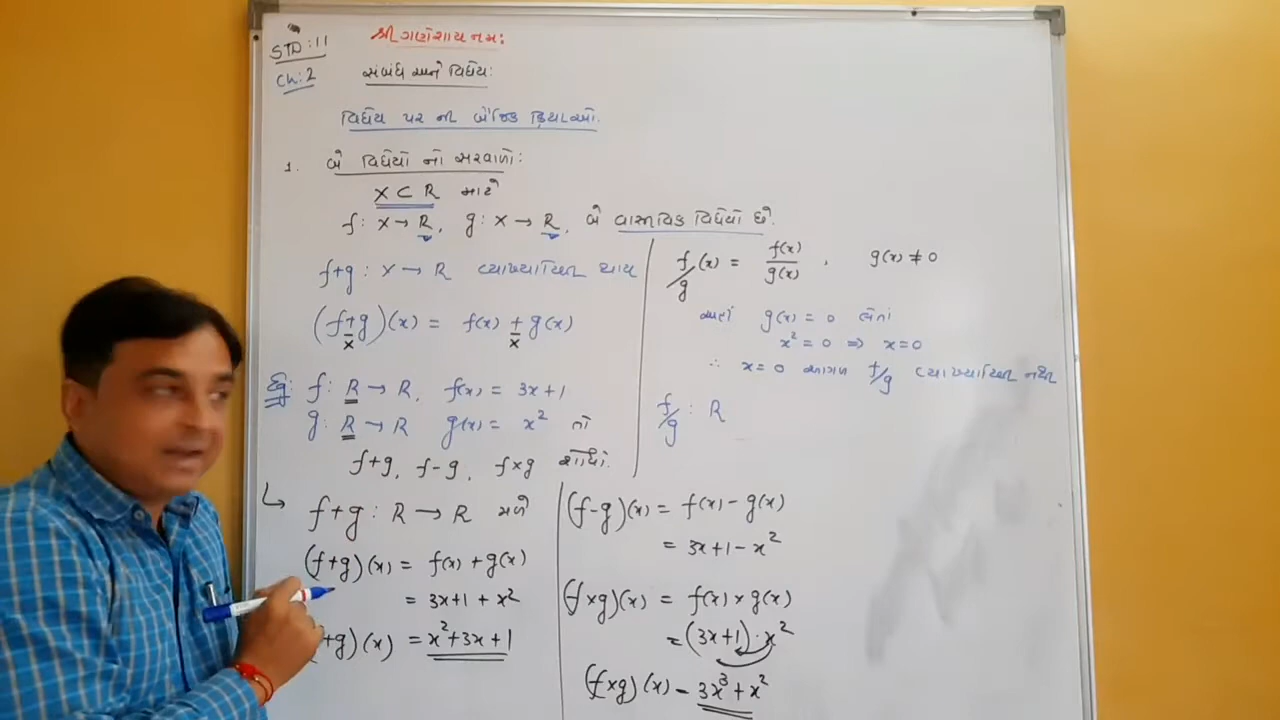 STD : 11
શ્રી ગણેશાય નમઃ
Ch: 2
સંબંધ અને વિધેય:
વિધેય પર ની બૈજિક ક્રિયાઓ.
1. બે વિધેયો નો સરવાળો:
X ⊂ R માટે
f: X → R, g: X → R, બે વાસ્તવિક વિધેયો છે.
f+g : X → R વ્યાખ્યાયિત થાય
(f+g)(x) = f(x) + g(x)
x x
Eg: f: R → R, f(x) = 3x+1
g: R → R g(x) = x² તો
f+g, f-g, f×g શોધો.
↳ f+g : R → R મળે
(f+g)(x) = f(x) + g(x)
= 3x+1 + x²
+g)(x) = x²+3x+1
f/g (x) = f(x)/g(x) , g(x) ≠ 0
અહીં g(x) = 0 લેતાં
x² = 0 ⇒ x = 0
∴ x = 0 આગળ f/g વ્યાખ્યાયિત નથી
f/g : R
(f-g)(x) = f(x) - g(x)
= 3x+1 - x²
(f×g)(x) = f(x) × g(x)
= (3x+1) · x²
(f×g)(x) = 3x³ + x²